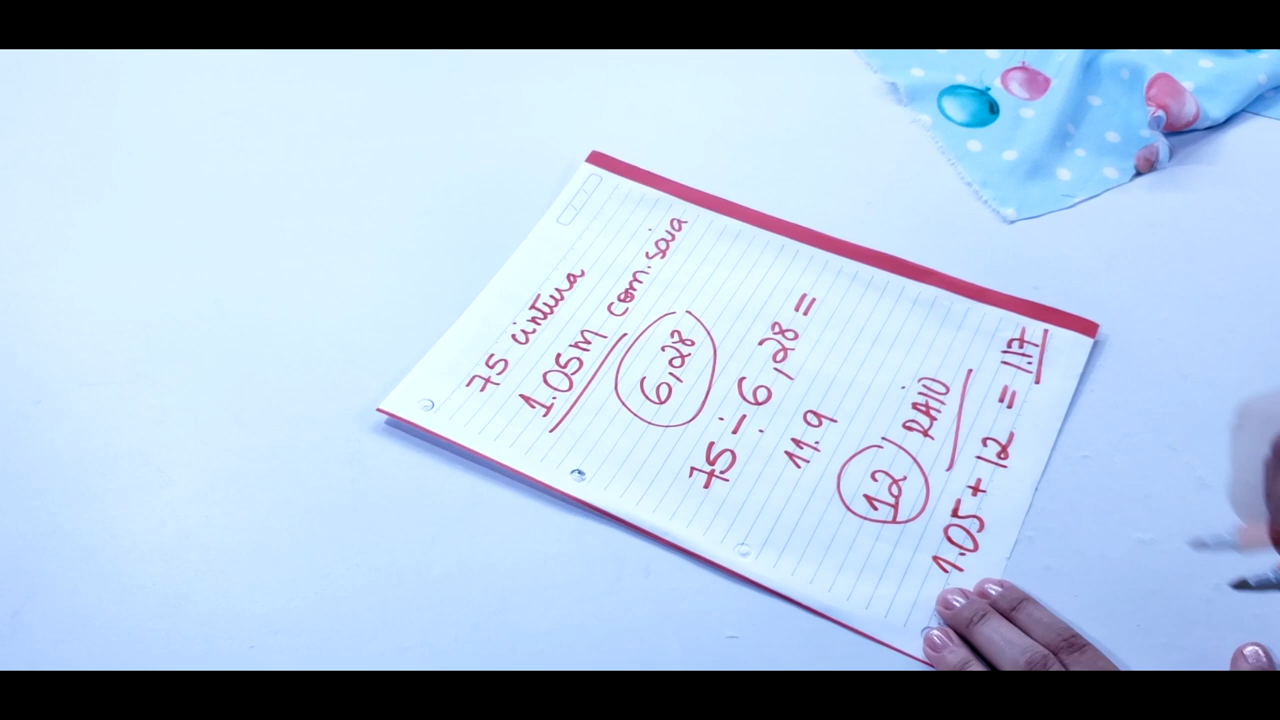 75 cintura
1.05M com.saia
6,28
75÷6,28=
11.9
12 RAIO
1.05+12=1.17